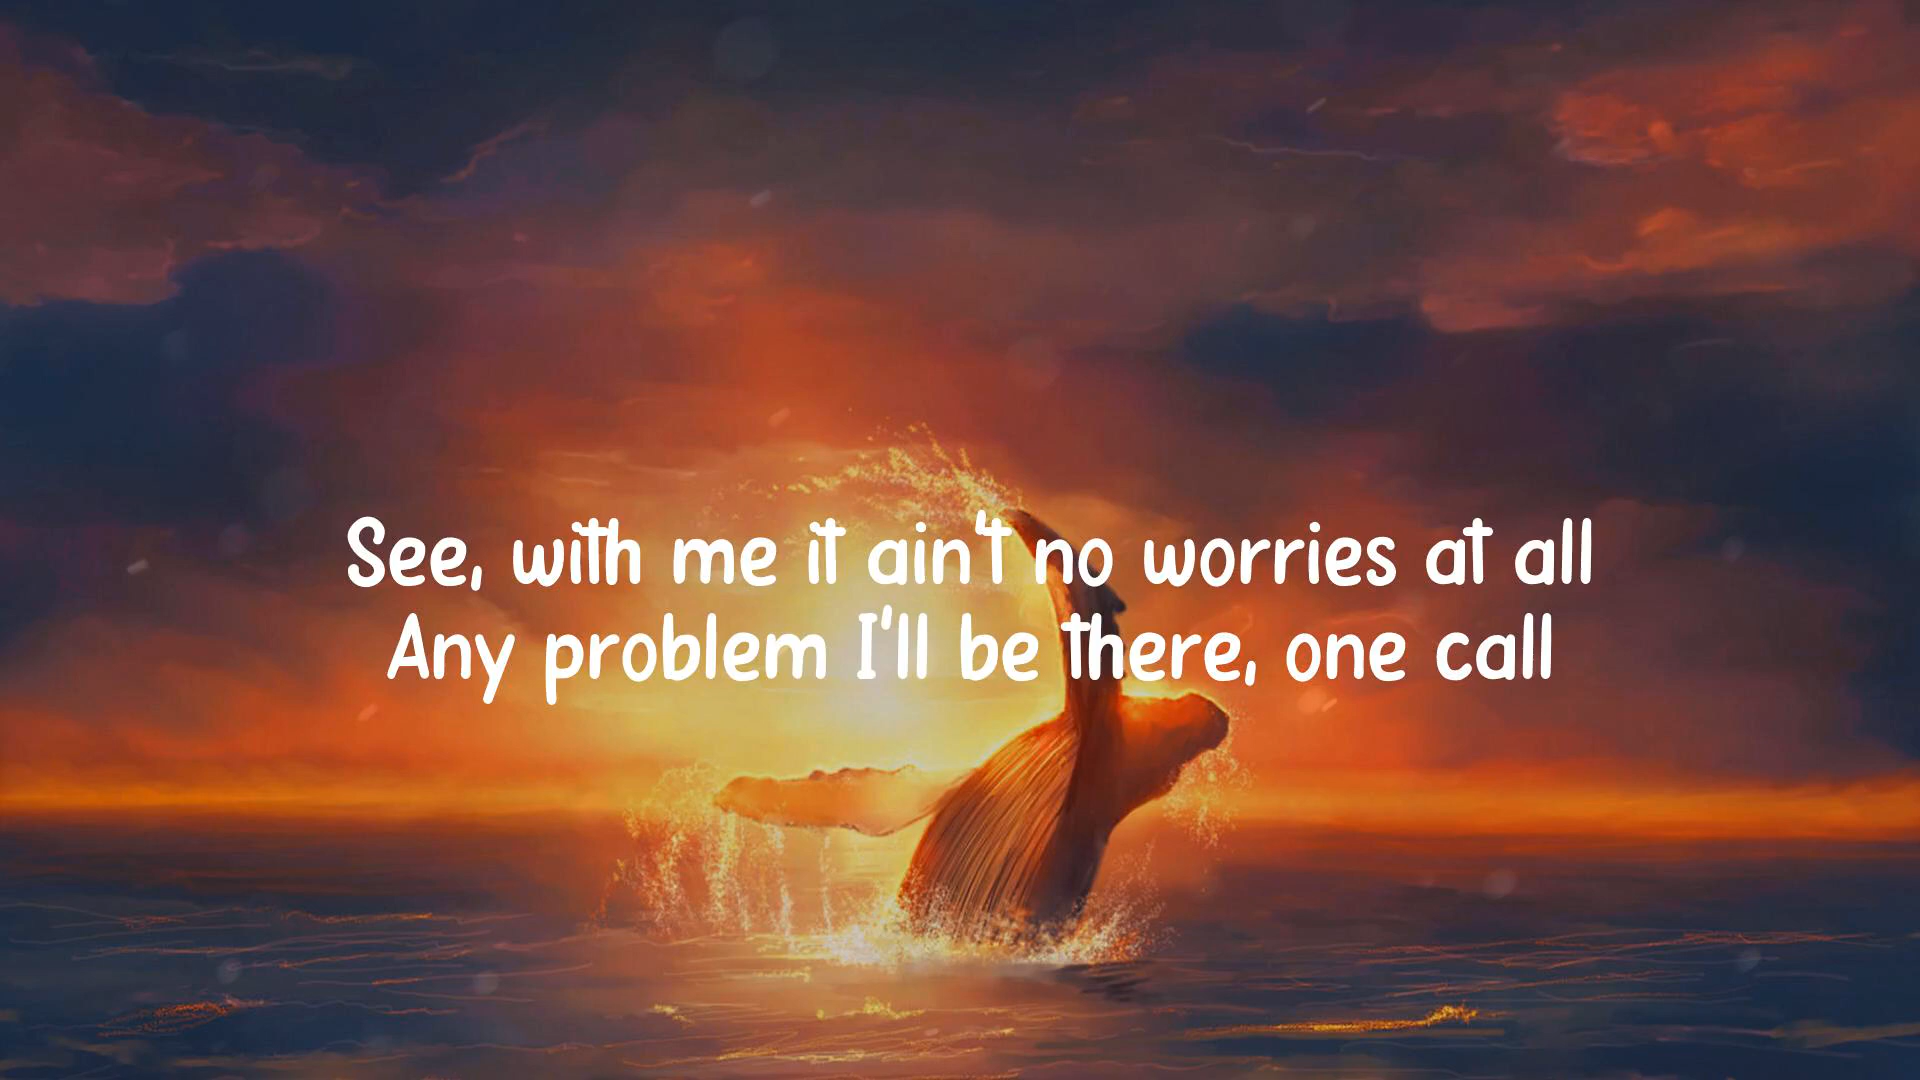 See, with me it ain't no worries at all
Any problem I'll be there, one call